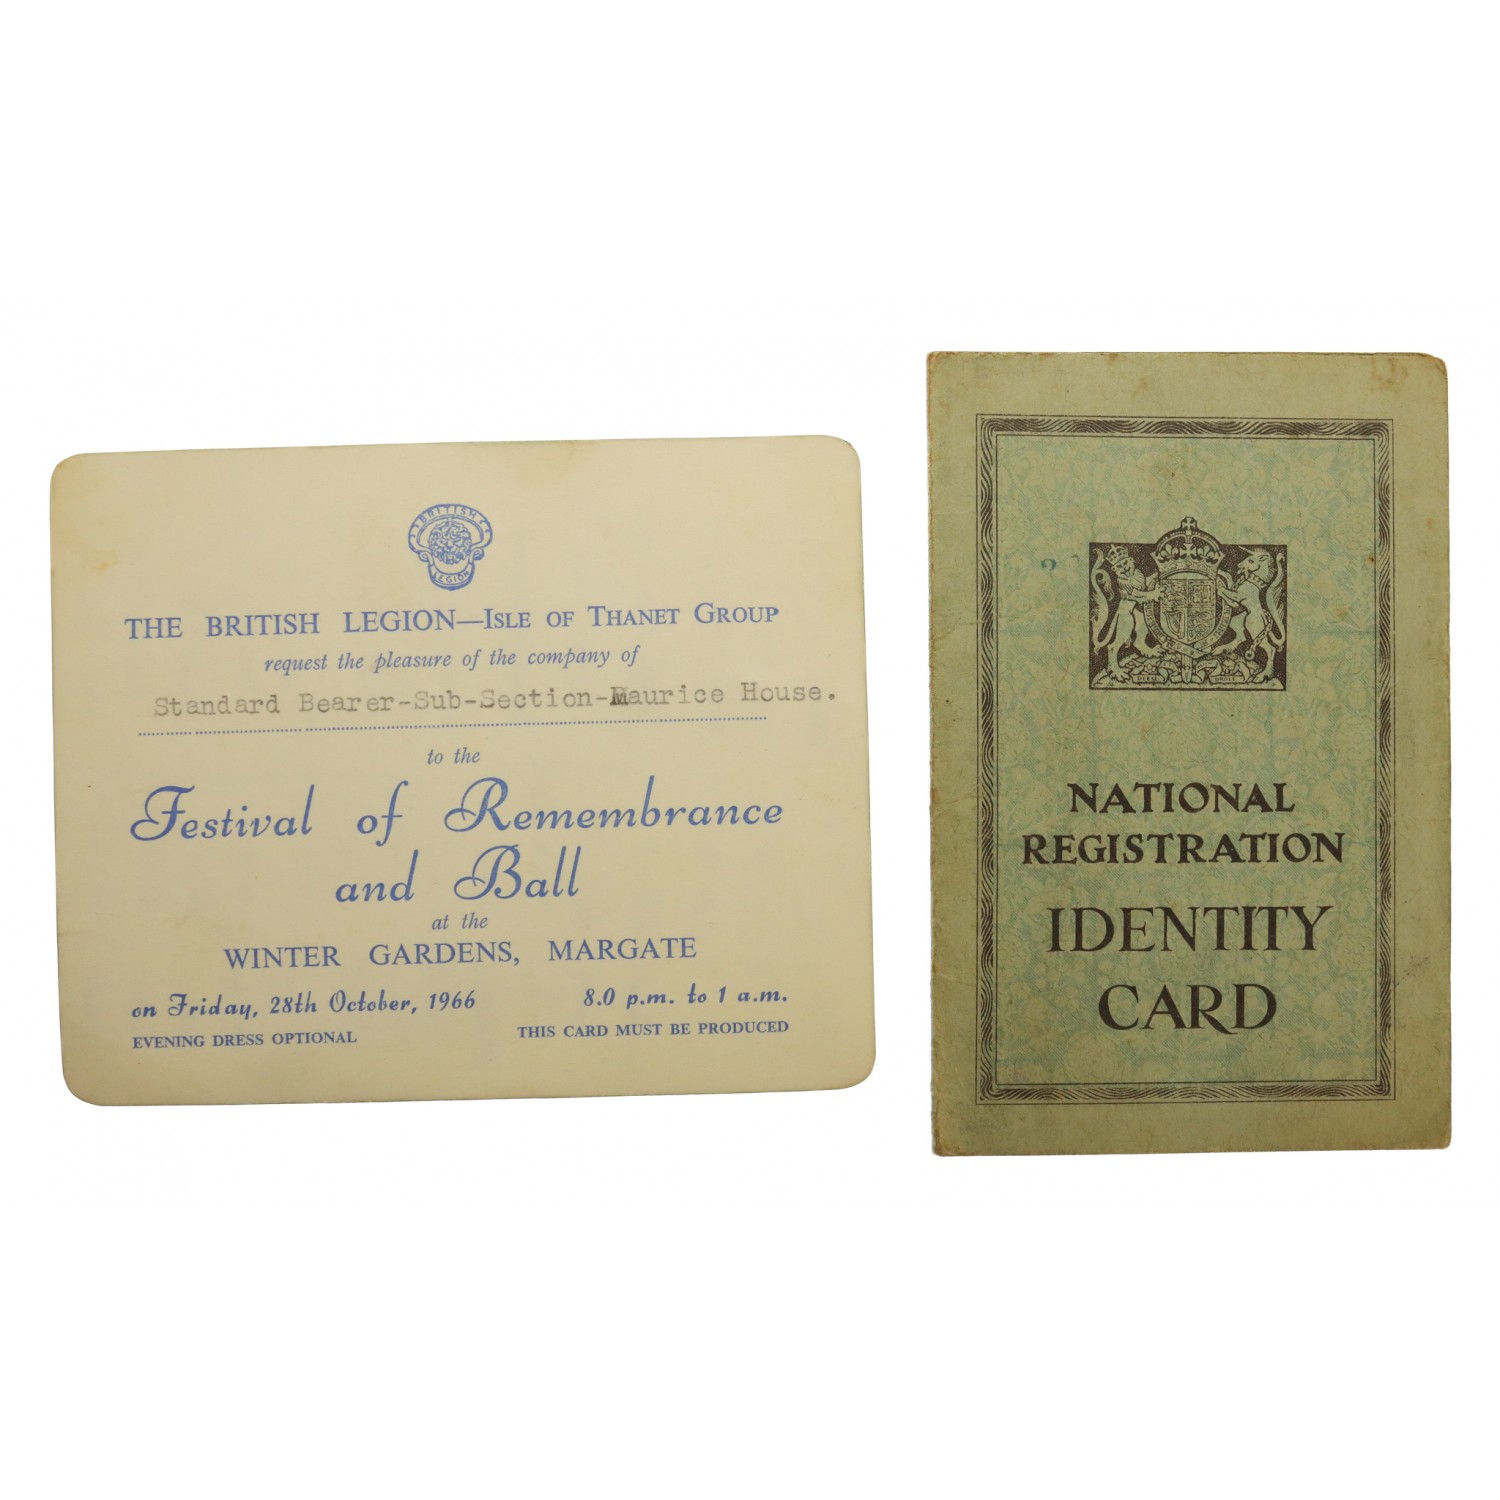 BRITISH
LEGION
THE BRITISH LEGION—ISLE OF THANET GROUP
request the pleasure of the company of
Standard Bearer-Sub-Section-Maurice House.
to the
Festival of Remembrance
and Ball
at the
WINTER GARDENS, MARGATE
on Friday, 28th October, 1966 8.0 p.m. to 1 a.m.
EVENING DRESS OPTIONAL THIS CARD MUST BE PRODUCED
DIEU DROIT
NATIONAL
REGISTRATION
IDENTITY
CARD